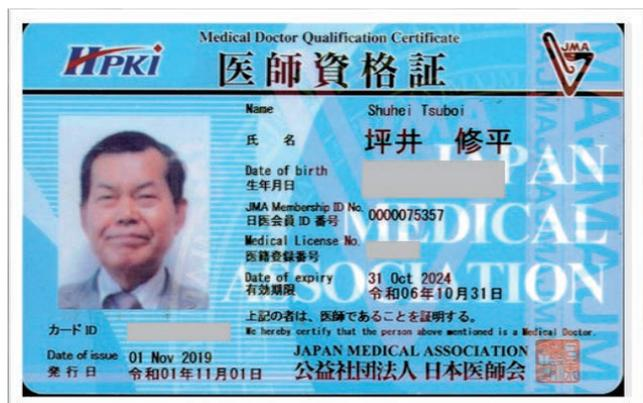 HPKI
Medical Doctor Qualification Certificate
医師資格証
JMA
Name Shuhei Tsuboi
氏 名 坪井 修平
Date of birth
生年月日
JMA Membership ID No.
日医会員 ID 番号 0000075357
Medical License No.
医籍登録番号
Date of expiry 31 Oct 2024
有効期限 令和06年10月31日
上記の者は、医師であることを証明する。
We hereby certify that the person above mentioned is a Medical Doctor.
カード ID
Date of issue 01 Nov 2019
発行日 令和01年11月01日
JAPAN MEDICAL ASSOCIATION
公益社団法人 日本医師会
JAPAN
MEDICAL
ASSOCIATION